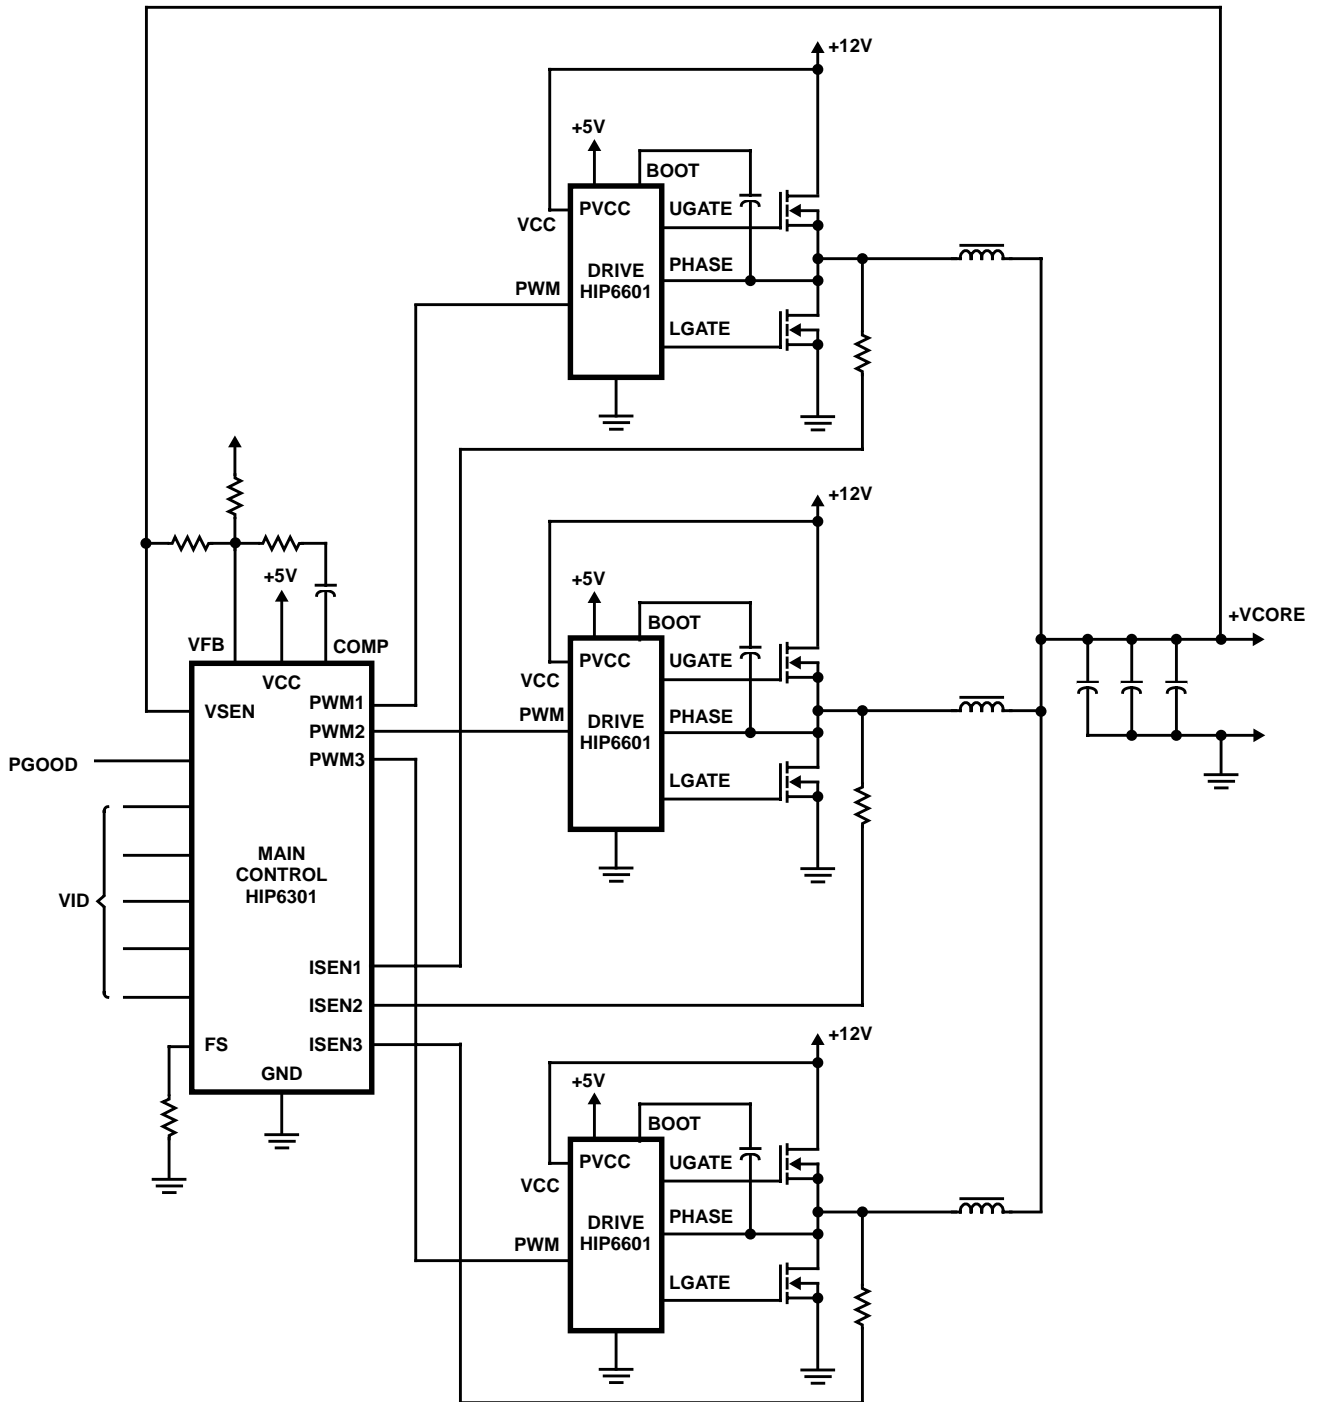 +12V
+5V
BOOT
PVCC
UGATE
VCC
DRIVE
HIP6601
PHASE
PWM
LGATE
+12V
+5V
BOOT
PVCC
UGATE
VCC
DRIVE
HIP6601
PHASE
PWM
LGATE
+VCORE
+5V
VFB
COMP
VCC
VSEN
PWM1
PWM2
PWM3
PGOOD
MAIN
CONTROL
HIP6301
VID
ISEN1
ISEN2
FS
ISEN3
GND
+12V
+5V
BOOT
PVCC
UGATE
VCC
DRIVE
HIP6601
PHASE
PWM
LGATE